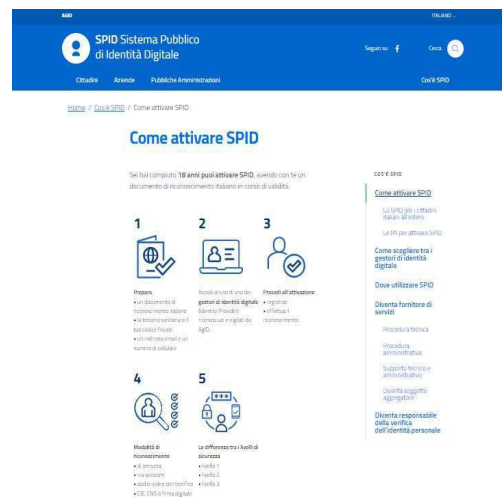 AGID
ITALIANO
SPID Sistema Pubblico
di Identità Digitale
Seguici su
Cerca
Cittadini
Aziende
Pubbliche Amministrazioni
Cos'è SPID
Home / Cos'è SPID / Come attivare SPID
Come attivare SPID
Se hai compiuto 18 anni puoi attivare SPID, avendo con te un
documento di riconoscimento italiano in corso di validità.
1
Prepara
• un documento di
riconoscimento italiano
• la tessera sanitaria o il
tuo codice fiscale
• un indirizzo email e un
numero di cellulare
2
Accedi al sito di uno dei
gestori di identità digitale
(Identity Provider)
riconosciuti e vigilati da
AgID.
3
Procedi all'attivazione
• registrati
• effettua il
riconoscimento
4
Modalità di
riconoscimento
• di persona
• via webcam
• audio-video con bonifico
• CIE, CNS o firma digitale
5
Le differenze tra i livelli di
sicurezza
• livello 1
• livello 2
• livello 3
COS'È SPID
Come attivare SPID
Lo SPID per i cittadini
italiani all'estero
Le RA per attivare SPID
Come scegliere tra i
gestori di identità
digitale
Dove utilizzare SPID
Diventa fornitore di
servizi
Procedura tecnica
Procedura
amministrativa
Supporto tecnico e
amministrativo
Diventa soggetto
aggregatore
Diventa responsabile
della verifica
dell'identità personale